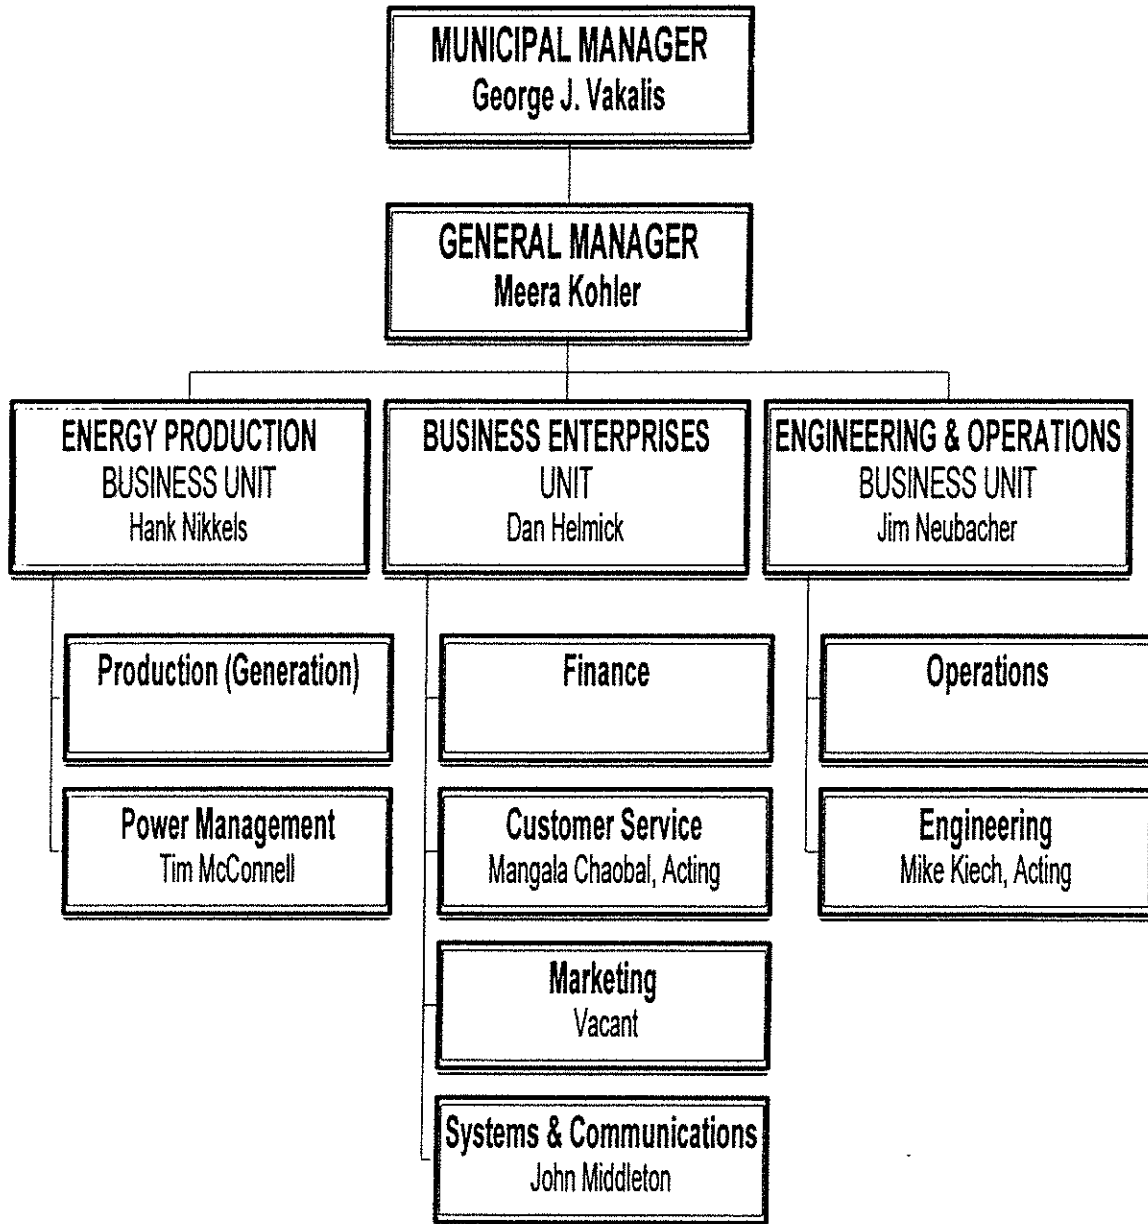 MUNICIPAL MANAGER
George J. Vakalis
GENERAL MANAGER
Meera Kohler
ENERGY PRODUCTION
BUSINESS UNIT
Hank Nikkels
BUSINESS ENTERPRISES
UNIT
Dan Helmick
ENGINEERING & OPERATIONS
BUSINESS UNIT
Jim Neubacher
Production (Generation)
Power Management
Tim McConnell
Finance
Customer Service
Mangala Chaobal, Acting
Marketing
Vacant
Systems & Communications
John Middleton
Operations
Engineering
Mike Kiech, Acting